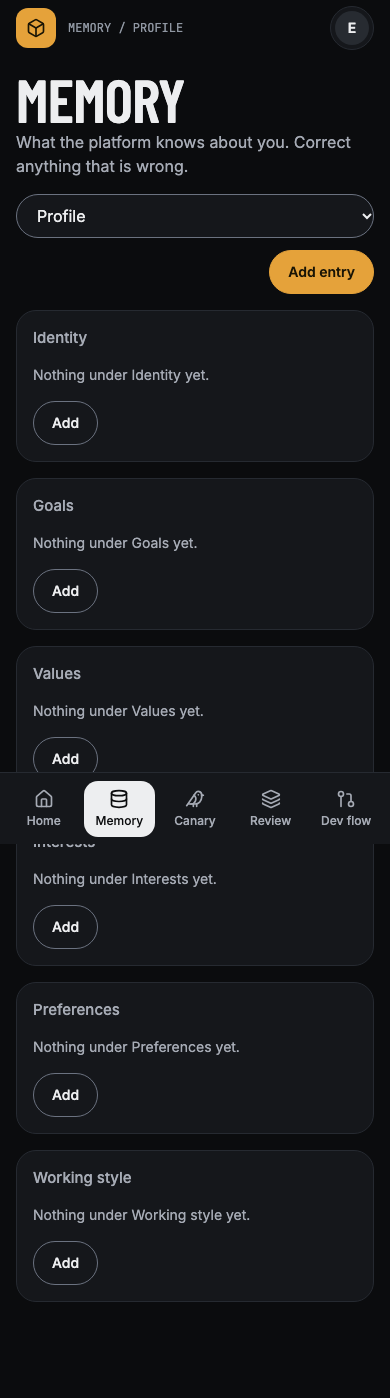 MEMORY / PROFILE
E
MEMORY
What the platform knows about you. Correct
anything that is wrong.
Profile
Add entry
Identity
Nothing under Identity yet.
Add
Goals
Nothing under Goals yet.
Add
Values
Nothing under Values yet.
Add
Home
Memory
Canary
Review
Dev flow
Interests
Nothing under Interests yet.
Add
Preferences
Nothing under Preferences yet.
Add
Working style
Nothing under Working style yet.
Add